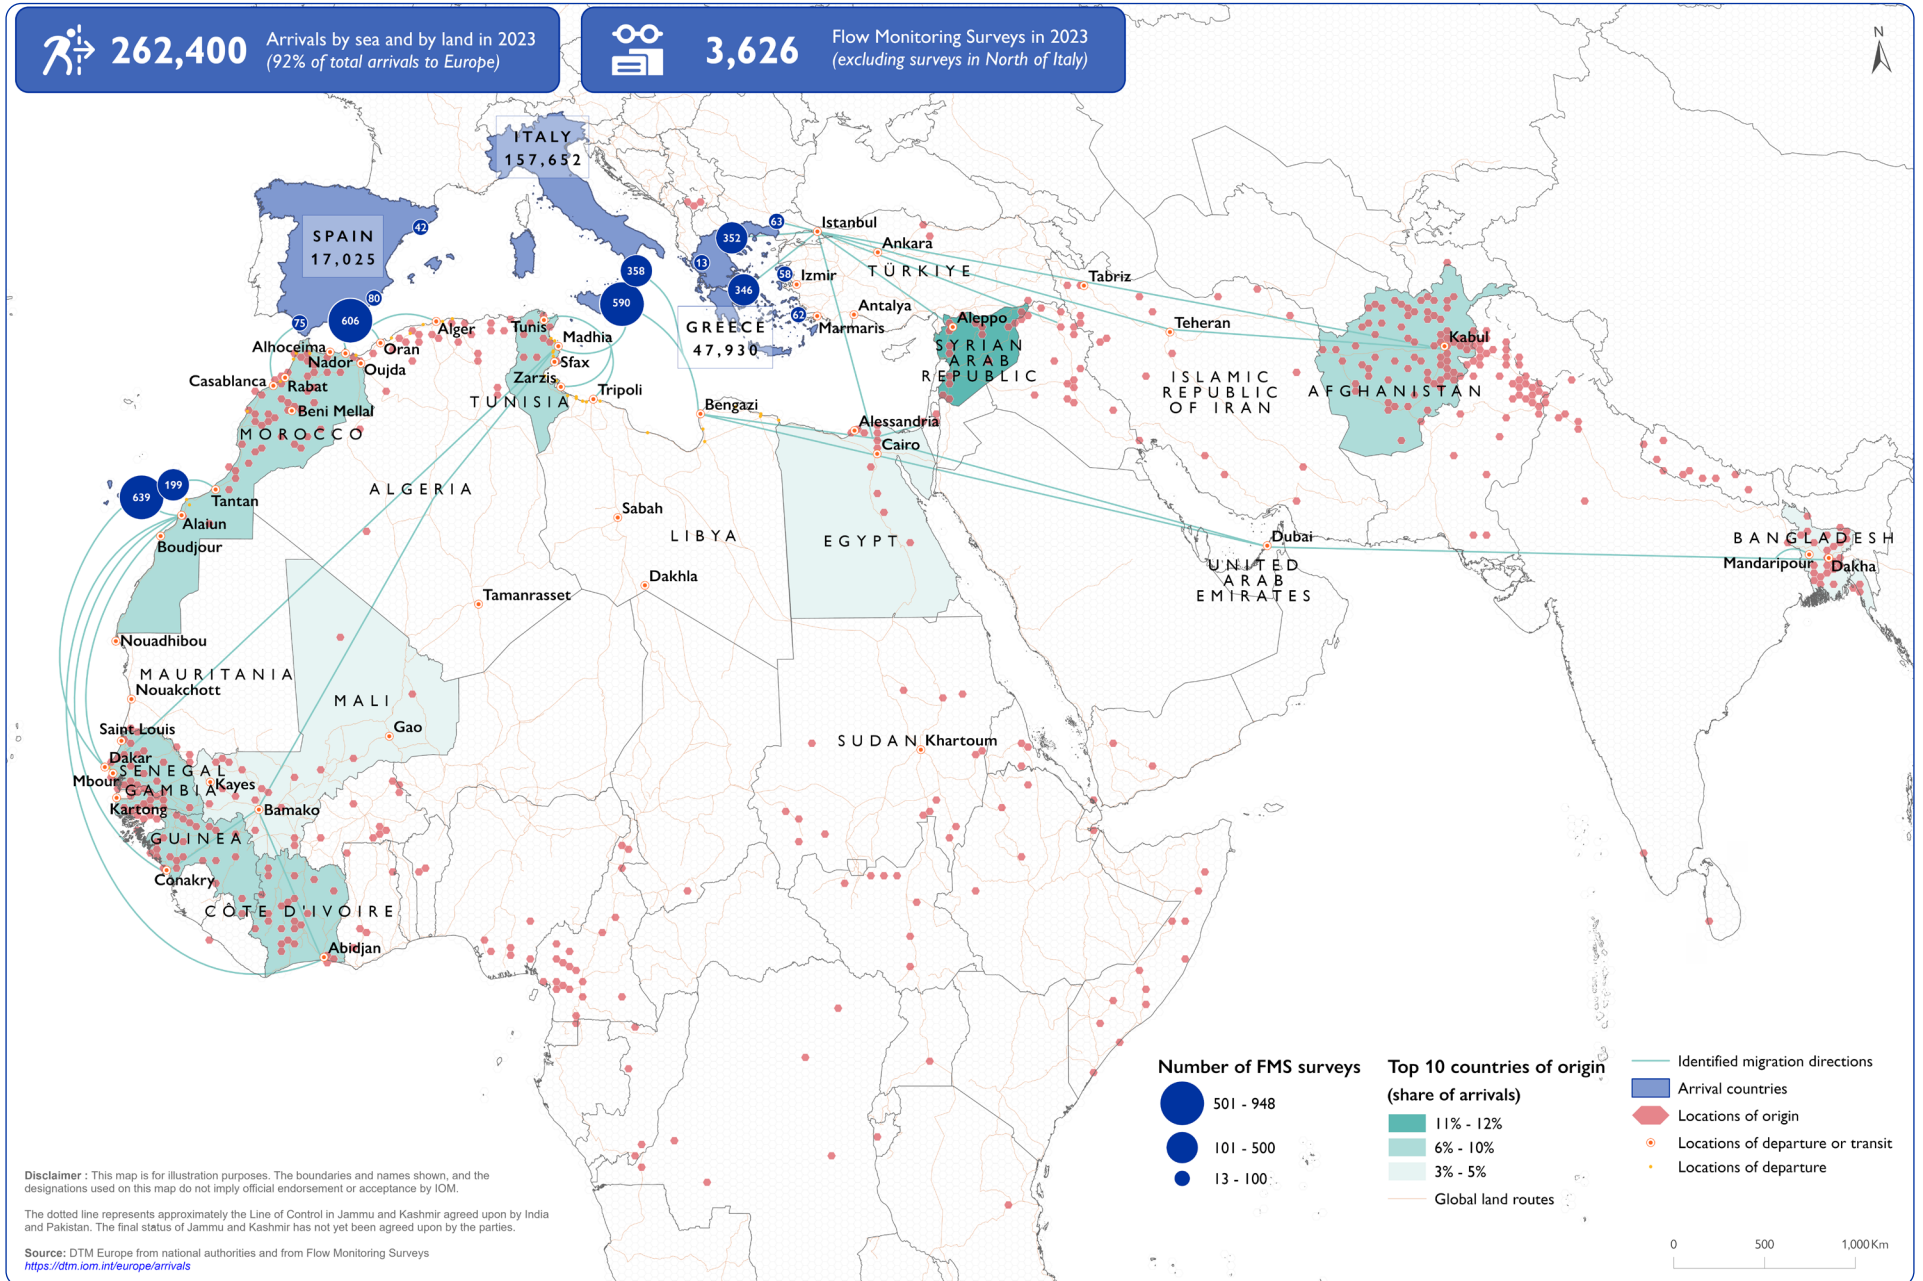 262,400
Arrivals by sea and by land in 2023
(92% of total arrivals to Europe)
3,626
Flow Monitoring Surveys in 2023
(excluding surveys in North of Italy)
N
ITALY
157,652
SPAIN
17,025
42
80
75
606
352
63
13
346
58
62
358
590
GREECE
47,930
Istanbul
Ankara
TÜRKIYE
Izmir
Antalya
Marmaris
Tabriz
Teheran
Aleppo
SYRIAN
ARAB
REPUBLIC
ISLAMIC
REPUBLIC
OF IRAN
Kabul
AFGHANISTAN
Alhoceima
Nador
Oujda
Oran
Alger
Tunis
Madhia
Sfax
Zarzis
TUNISIA
Tripoli
Bengazi
Alessandria
Cairo
Casablanca
Rabat
Beni Mellal
MOROCCO
639
199
Tantan
Alaiun
Boudjour
ALGERIA
Sabah
LIBYA
EGYPT
Dakhla
Tamanrasset
Dubai
UNITED
ARAB
EMIRATES
BANGLADESH
Mandaripour
Dakha
Nouadhibou
MAURITANIA
Nouakchott
MALI
Gao
Saint Louis
Dakar
SENEGAL
Mbour
GAMBIA
Kayes
Kartong
Bamako
GUINEA
Conakry
CÔTE D'IVOIRE
Abidjan
SUDAN
Khartoum
Number of FMS surveys
501 - 948
101 - 500
13 - 100
Top 10 countries of origin
(share of arrivals)
11% - 12%
6% - 10%
3% - 5%
Global land routes
Identified migration directions
Arrival countries
Locations of origin
Locations of departure or transit
Locations of departure
0 500 1,000 Km
Disclaimer : This map is for illustration purposes. The boundaries and names shown, and the
designations used on this map do not imply official endorsement or acceptance by IOM.
The dotted line represents approximately the Line of Control in Jammu and Kashmir agreed upon by India
and Pakistan. The final status of Jammu and Kashmir has not yet been agreed upon by the parties.
Source: DTM Europe from national authorities and from Flow Monitoring Surveys
https://dtm.iom.int/europe/arrivals